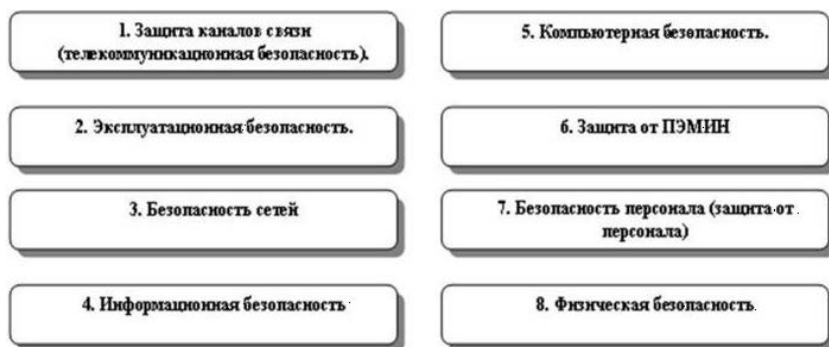 1. Защита каналов связи
(телекоммуникационная безопасность).
2. Эксплуатационная безопасность.
3. Безопасность сетей
4. Информационная безопасность
5. Компьютерная безопасность.
6. Защита от ПЭМИН
7. Безопасность персонала (защита от
персонала)
8. Физическая безопасность